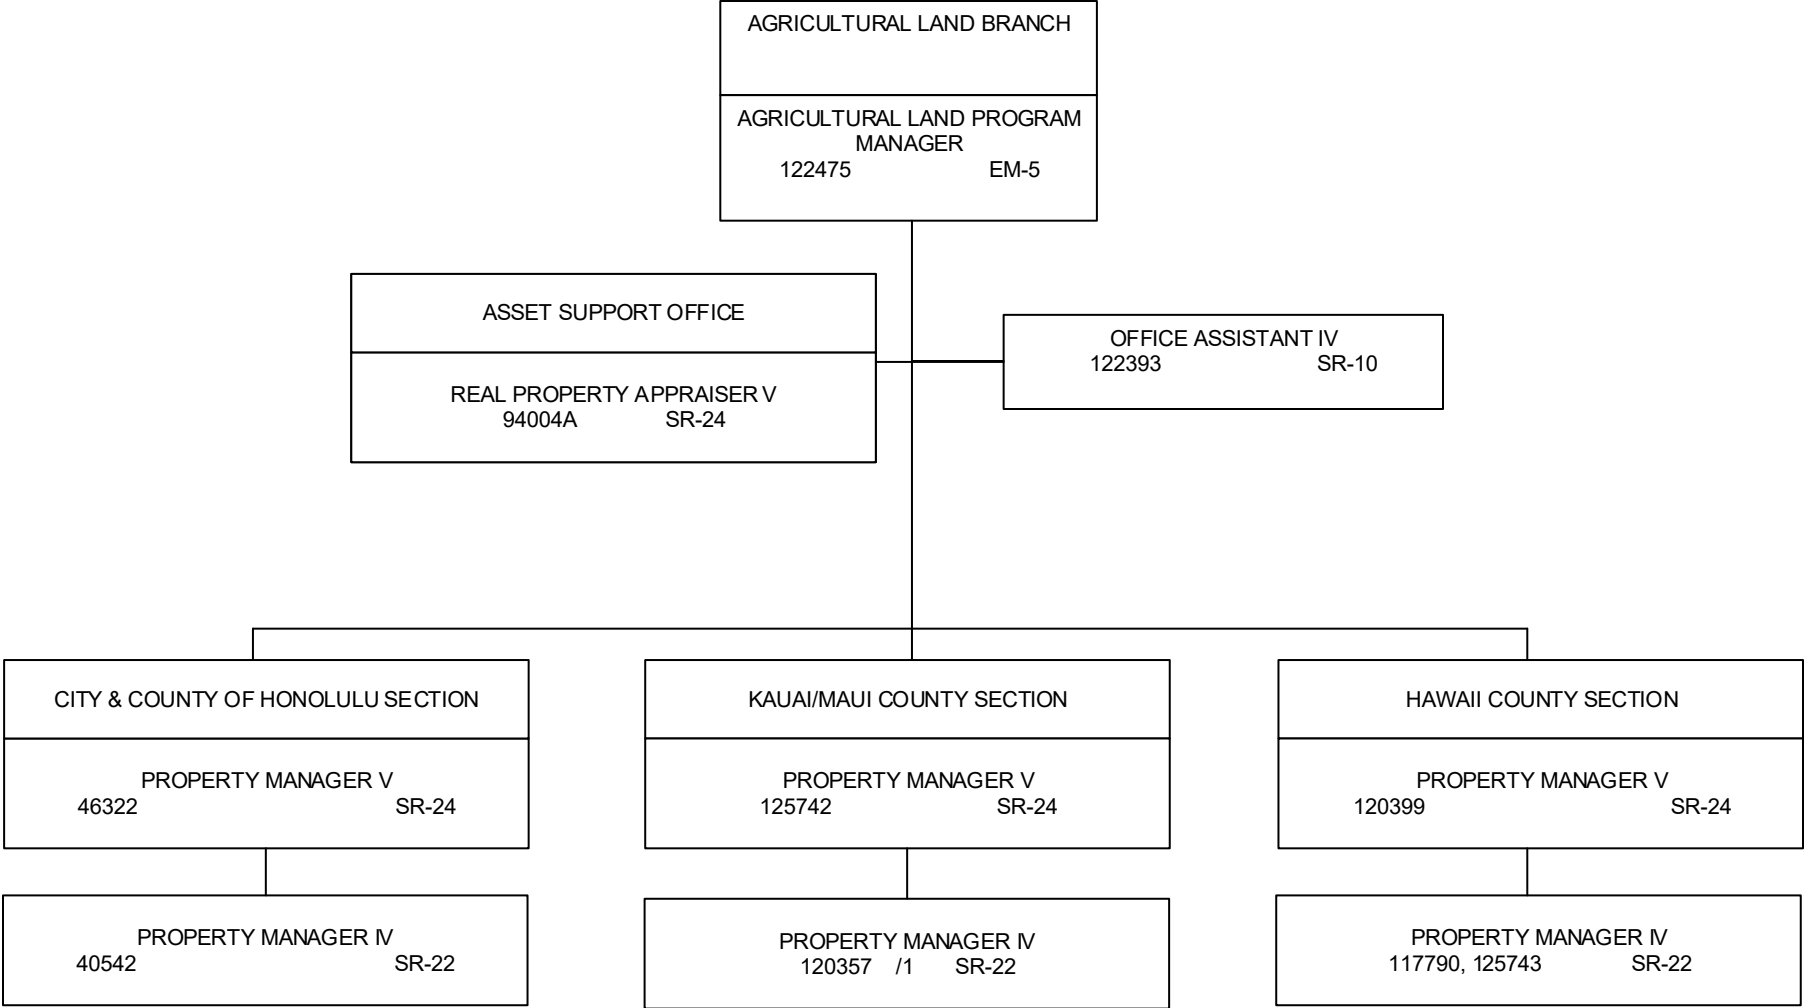 AGRICULTURAL LAND BRANCH
AGRICULTURAL LAND PROGRAM
MANAGER
122475 EM-5
ASSET SUPPORT OFFICE
REAL PROPERTY APPRAISER V
94004A SR-24
OFFICE ASSISTANT IV
122393 SR-10
CITY & COUNTY OF HONOLULU SECTION
PROPERTY MANAGER V
46322 SR-24
PROPERTY MANAGER IV
40542 SR-22
KAUAI/MAUI COUNTY SECTION
PROPERTY MANAGER V
125742 SR-24
PROPERTY MANAGER IV
120357 /1 SR-22
HAWAII COUNTY SECTION
PROPERTY MANAGER V
120399 SR-24
PROPERTY MANAGER IV
117790, 125743 SR-22